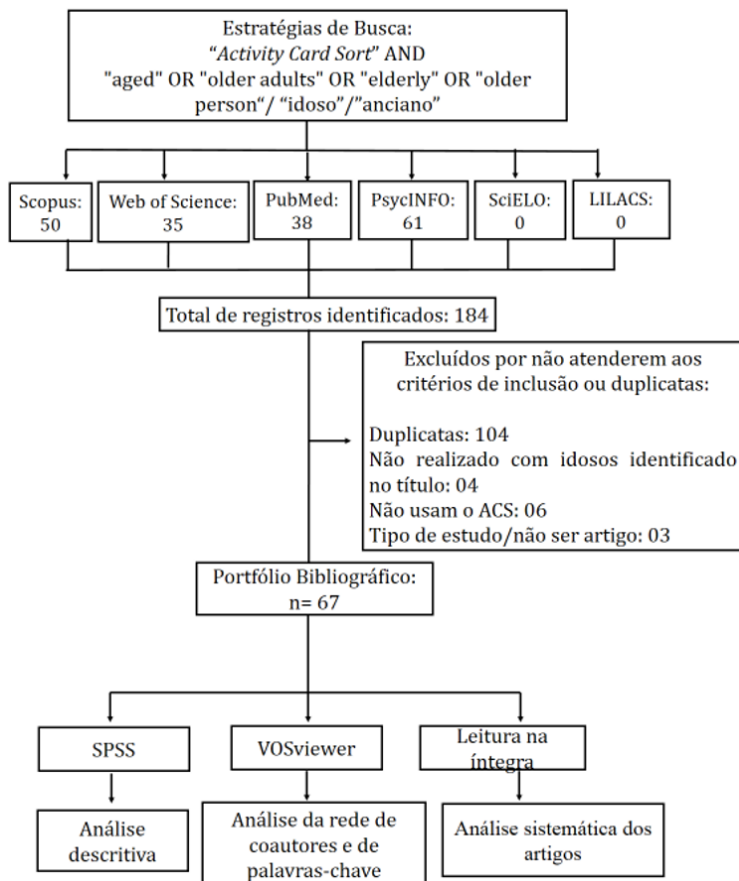 Estratégias de Busca:
“Activity Card Sort” AND
"aged" OR "older adults" OR "elderly" OR "older
person“/ “idoso”/”anciano”
Scopus:
50
Web of Science:
35
PubMed:
38
PsycINFO:
61
SciELO:
0
LILACS:
0
Total de registros identificados: 184
Excluídos por não atenderem aos
critérios de inclusão ou duplicatas:
Duplicatas: 104
Não realizado com idosos identificado
no título: 04
Não usam o ACS: 06
Tipo de estudo/não ser artigo: 03
Portfólio Bibliográfico:
n= 67
SPSS
VOSviewer
Leitura na
íntegra
Análise
descritiva
Análise da rede de
coautores e de
palavras-chave
Análise sistemática dos
artigos